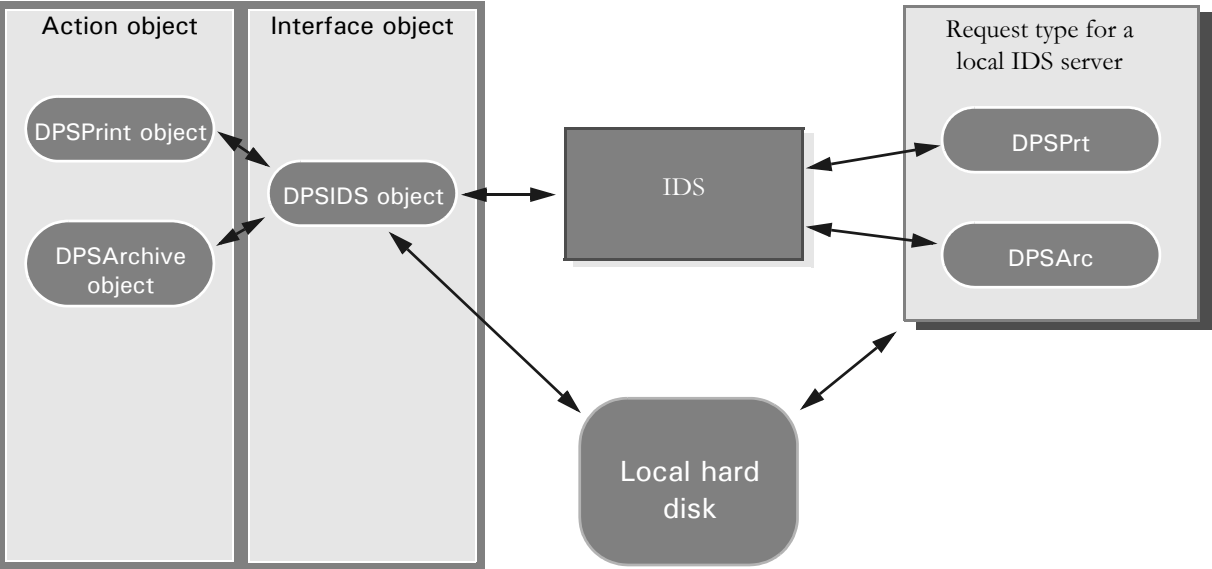 Action object
Interface object
Request type for a
local IDS server
DPSPrint object
DPSIDS object
IDS
DPSPrt
DPSArchive
object
DPSArc
Local hard
disk